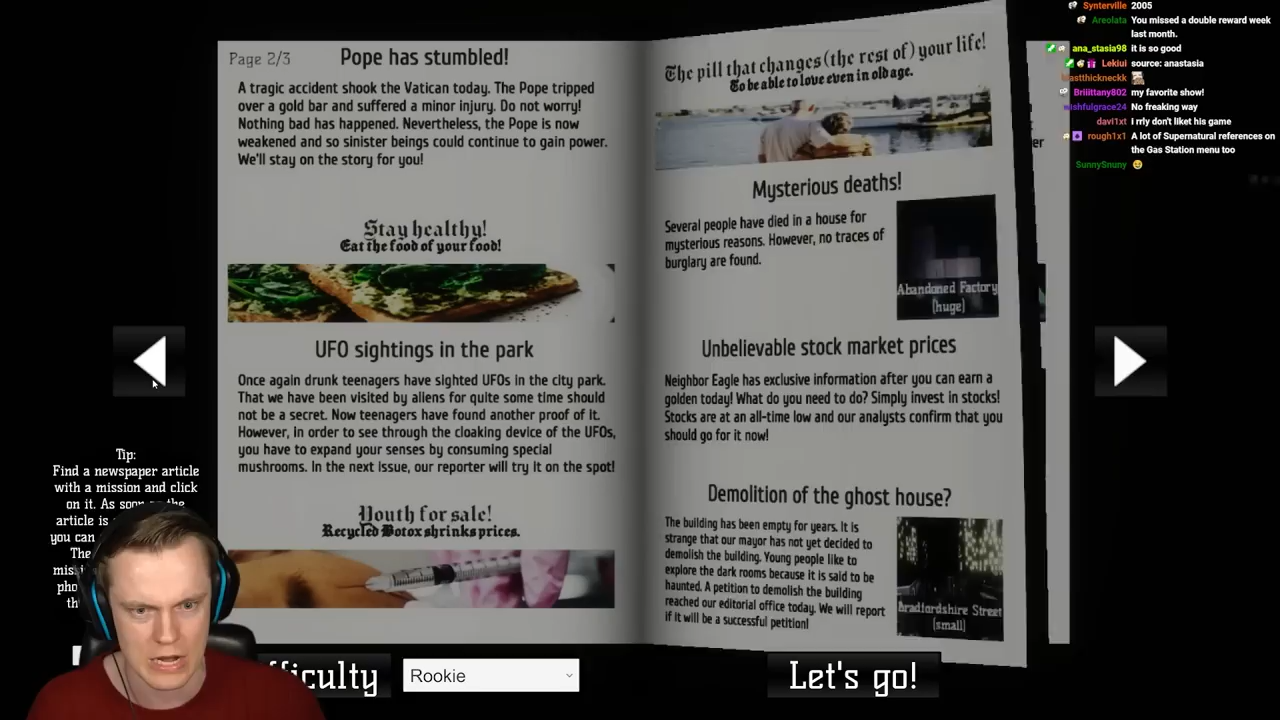 Page 2/3
Pope has stumbled!
A tragic accident shook the Vatican today. The Pope tripped
over a gold bar and suffered a minor injury. Do not worry!
Nothing bad has happened. Nevertheless, the Pope is now
weakened and so sinister beings could continue to gain power.
We'll stay on the story for you!
Stay healthy!
Eat the food of your food!
UFO sightings in the park
Once again drunk teenagers have sighted UFOs in the city park.
That we have been visited by aliens for quite some time should
not be a secret. Now teenagers have found another proof of it.
However, in order to see through the cloaking device of the UFOs,
you have to expand your senses by consuming special
mushrooms. In the next issue, our reporter will try it on the spot!
Youth for sale!
Recycled Botox shrinks prices.
The pill that changes (the rest of) your life!
To be able to love even in old age.
Mysterious deaths!
Several people have died in a house for
mysterious reasons. However, no traces of
burglary are found.
Abandoned Factory
(huge)
Unbelievable stock market prices
Neighbor Eagle has exclusive information after you can earn a
golden today! What do you need to do? Simply invest in stocks!
Stocks are at an all-time low and our analysts confirm that you
should go for it now!
Demolition of the ghost house?
The building has been empty for years. It is
strange that our mayor has not yet decided to
demolish the building. Young people like to
explore the dark rooms because it is said to be
haunted. A petition to demolish the building
reached our editorial office today. We will report
if it will be a successful petition!
Bradfordshire Street
(small)
Tip:
Find a newspaper article
with a mission and click
on it. As soon as the
article is
you can
The
Rookie
Let's go!
Synterville 2005
Areolata You missed a double reward week
last month.
ana_stasia98 it is so good
Lekiui source: anastasia
astthickneckk
Briiittany802 my favorite show!
ishfulgrace24 No freaking way
davi1xt I rrly don't liket his game
rough1x1 A lot of Supernatural references on
the Gas Station menu too
SunnySnuny